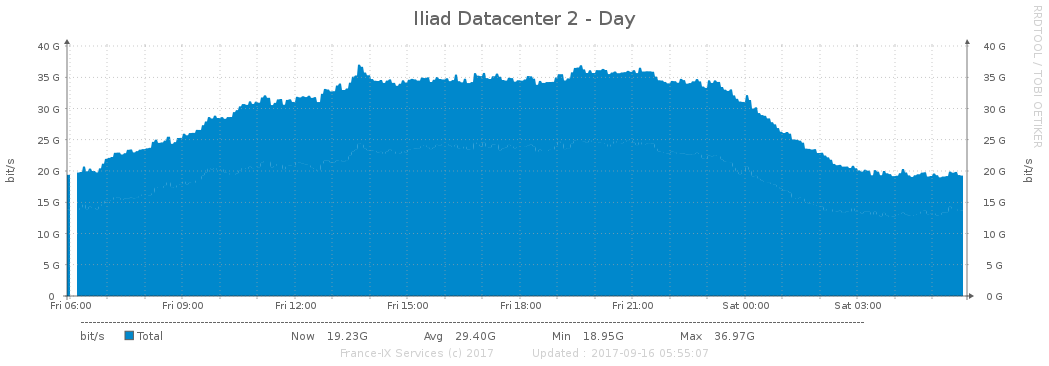 Iliad Datacenter 2 - Day
RRDTOOL / TOBI OETIKER
40 G 40 G
35 G 35 G
30 G 30 G
25 G 25 G
20 G 20 G
15 G 15 G
10 G 10 G
5 G 5 G
0 0 G
bit/s bit/s
Fri 06:00 Fri 09:00 Fri 12:00 Fri 15:00 Fri 18:00 Fri 21:00 Sat 00:00 Sat 03:00
bit/s Total Now 19.23G Avg 29.40G Min 18.95G Max 36.97G
France-IX Services (c) 2017 Updated : 2017-09-16 05:55:07